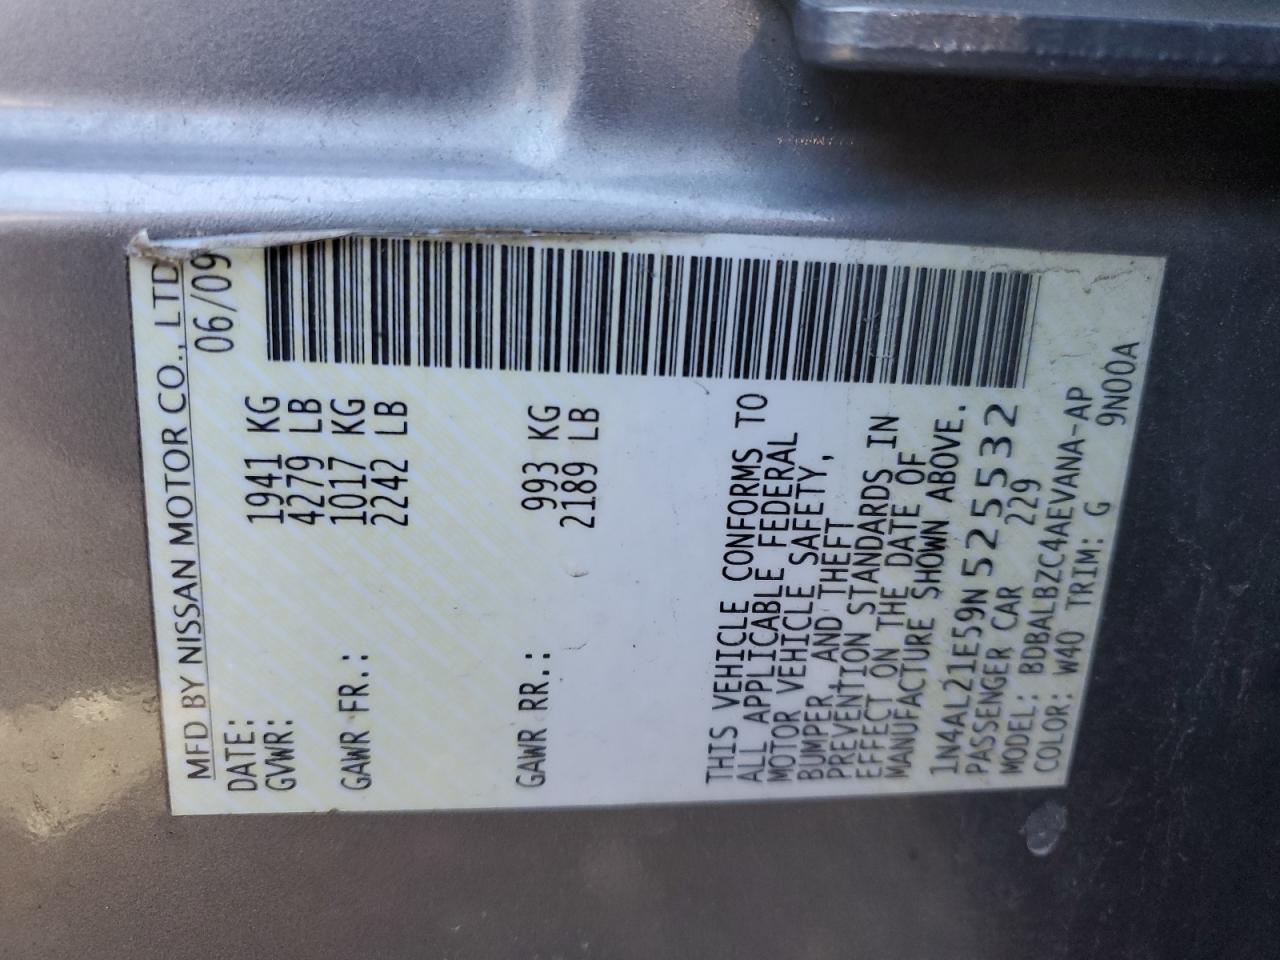 MFD BY NISSAN MOTOR CO., LTD
DATE: 06/09
GVWR: 1941 KG
4279 LB
GAWR FR.: 1017 KG
2242 LB
GAWR RR.: 993 KG
2189 LB
THIS VEHICLE CONFORMS TO
ALL APPLICABLE FEDERAL
MOTOR VEHICLE SAFETY,
BUMPER, AND THEFT
PREVENTION STANDARDS IN
EFFECT ON THE DATE OF
MANUFACTURE SHOWN ABOVE.
1N4AL21E59N525532
PASSENGER CAR 229
MODEL: BDBALBZC4AEVANA-AP
COLOR: W40 TRIM: G 9N00A